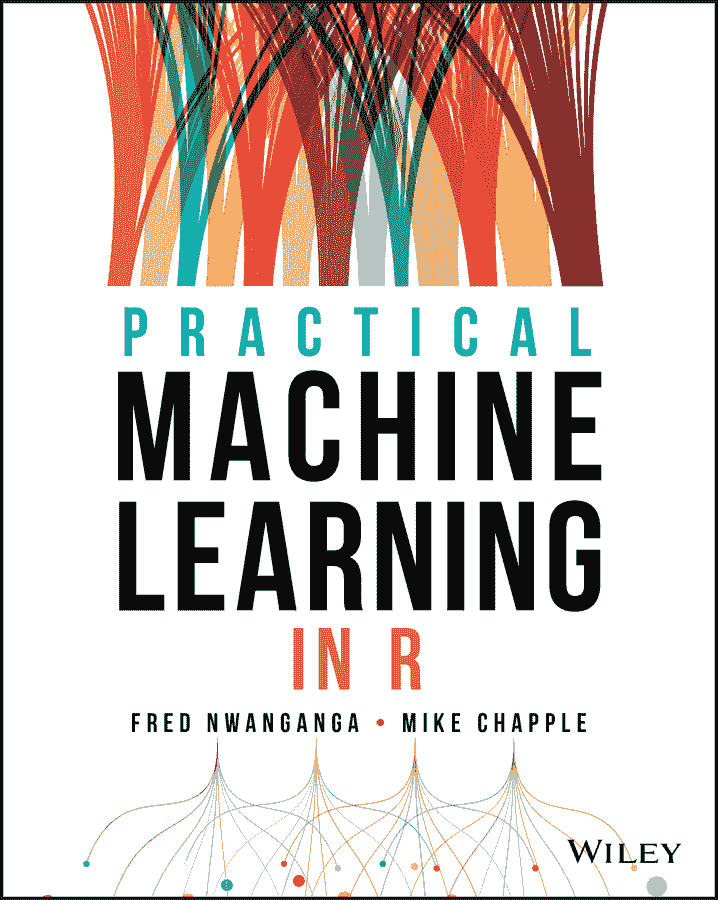 PRACTICAL
MACHINE
LEARNING
IN R
FRED NWANGANGA • MIKE CHAPPLE
WILEY